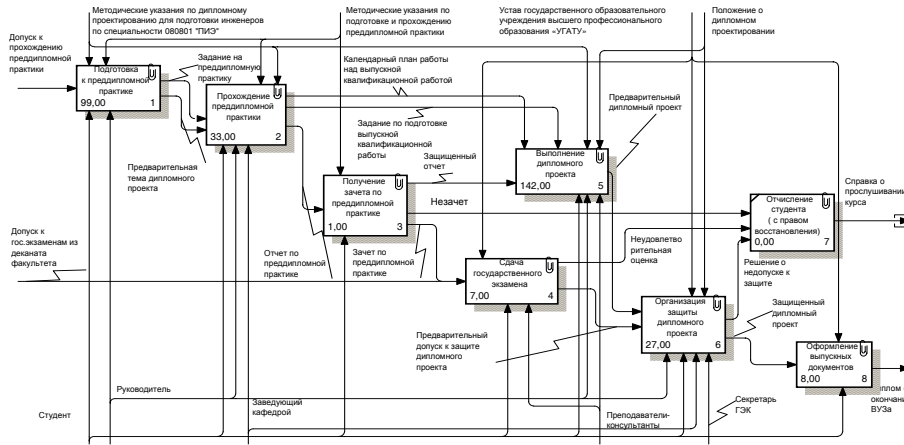 Методические указания по дипломному
проектированию для подготовки инженеров
по специальности 080801 "ПИЭ"
Методические указания по
подготовке и прохождению
преддипломной практики
Устав государственного образовательного
учреждения высшего профессионального
образования «УГАТУ»
Положение о
дипломном
проектировании
Допуск к
прохождению
преддипломной
практики
Подготовка
к преддипломной
практике
99,00 1
Задание на
преддипломную
практику
Прохождение
преддипломной
практики
33,00 2
Календарный план работы
над выпускной
квалификационной работой
Задание по подготовке
выпускной
квалификационной
работы
Предварительный
дипломный проект
Предварительная
тема дипломного
проекта
Защищенный
отчет
Выполнение
дипломного
проекта
142,00 5
Получение
зачета по
преддипломной
практике
1,00 3
Незачет
Отчисление
студента
( с правом
восстановления)
0,00 7
Справка о
прослушивании
курса
Допуск к
гос.экзаменам из
деканата
факультета
Отчет по
преддипломной
практике
Зачет по
преддипломной
практике
Сдача
государственного
экзамена
7,00 4
Неудовлетво
рительная
оценка
Решение о
недопуске к
защите
Организация
защиты
дипломного
проекта
27,00 6
Защищенный
дипломный
проект
Предварительный
допуск к защите
дипломного
проекта
Оформление
выпускных
документов
8,00 8
плом о
окончани
ВУЗа
Руководитель
Студент
Заведующий
кафедрой
Преподаватели-
консультанты
Секретарь
ГЭК